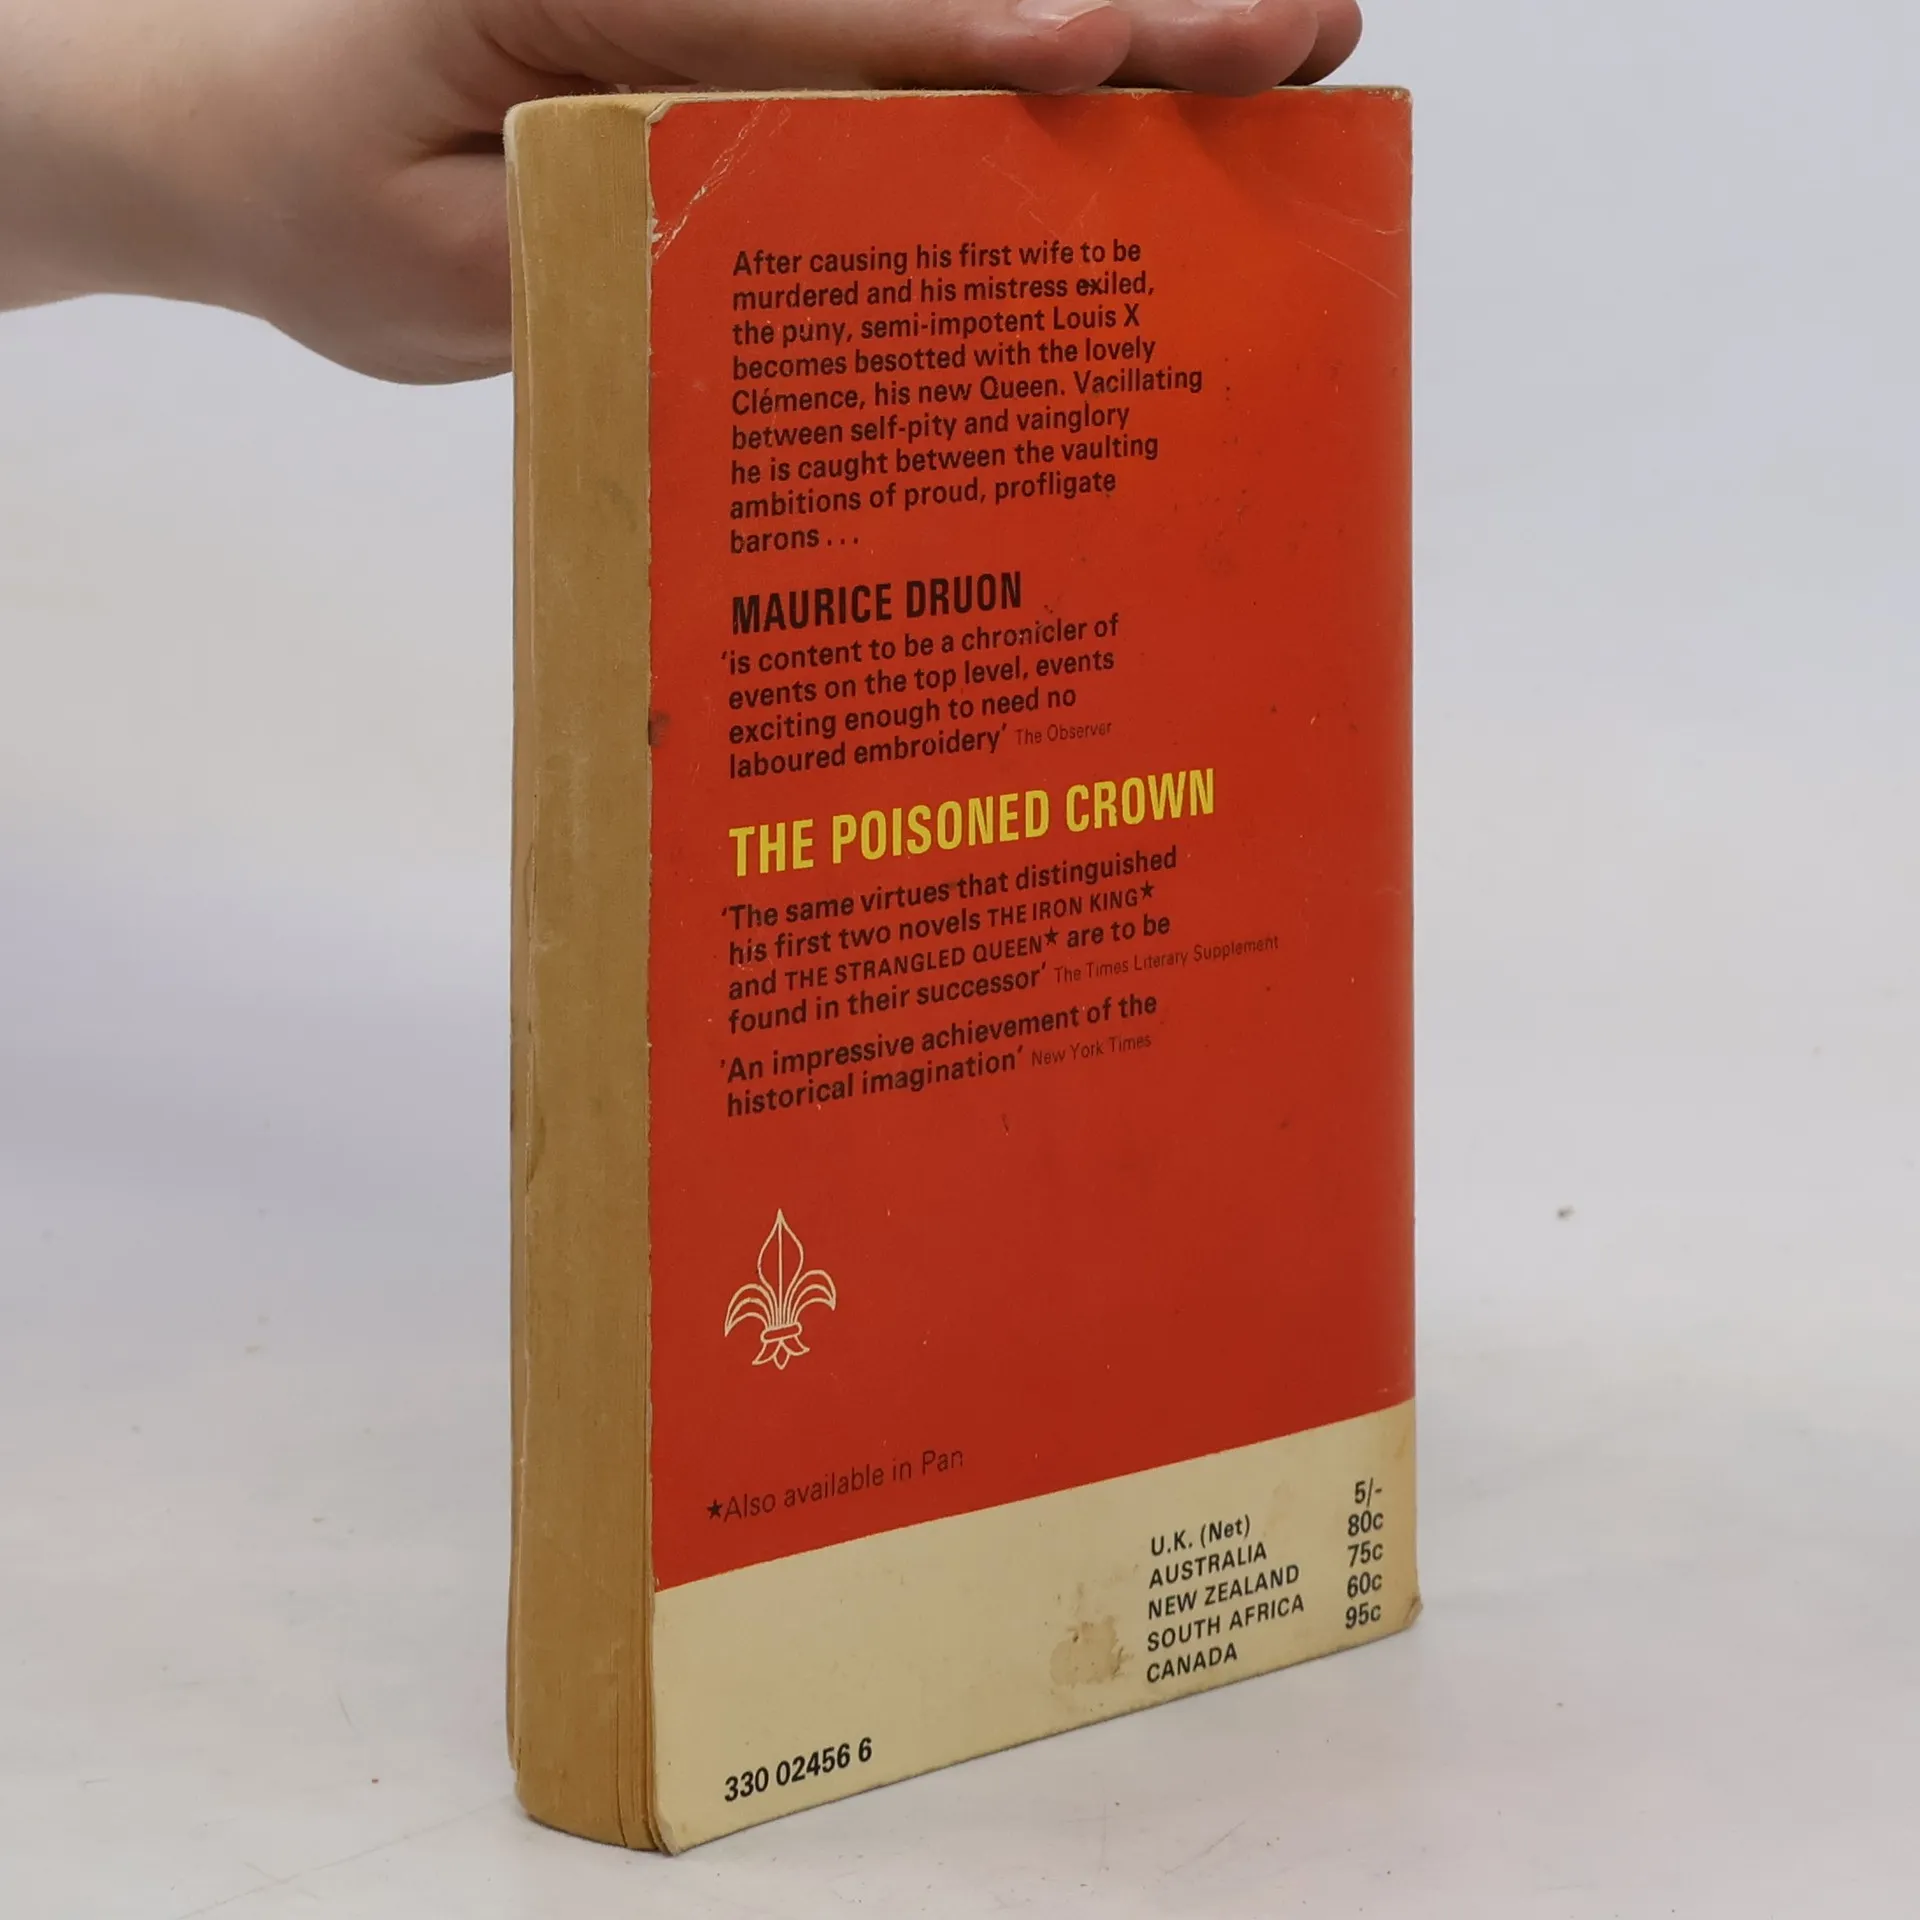 After causing his first wife to be
murdered and his mistress exiled,
the puny, semi-impotent Louis X
becomes besotted with the lovely
Clémence, his new Queen. Vacillating
between self-pity and vainglory
he is caught between the vaulting
ambitions of proud, profligate
barons...
MAURICE DRUON
‘is content to be a chronicler of
events on the top level, events
exciting enough to need no
laboured embroidery’ The Observer
THE POISONED CROWN
‘The same virtues that distinguished
his first two novels THE IRON KING★
and THE STRANGLED QUEEN★ are to be
found in their successor’ The Times Literary Supplement
’An impressive achievement of the
historical imagination’ New York Times
★Also available in Pan
U.K. (Net) 5/-
AUSTRALIA 80c
NEW ZEALAND 75c
SOUTH AFRICA 60c
CANADA 95c
330 02456 6